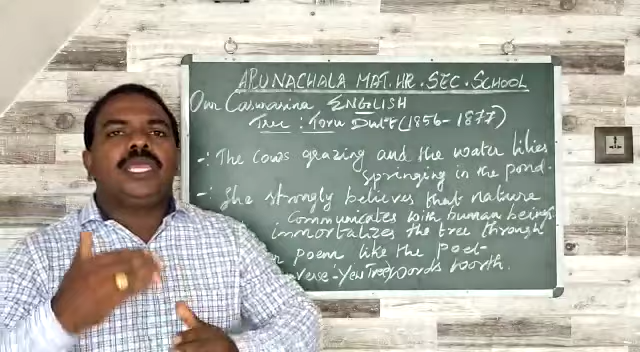 ARUNACHALA MAT. HR. SEC. SCHOOL
Our Casuarina ENGLISH
Tree : Toru Dutt (1856-1877)
The cows grazing and the water lilies
springing in the pond.
She strongly believes that nature
communicates with human beings.
immortalizes the tree through
poem like the poet
verse: YewTree) words worth.